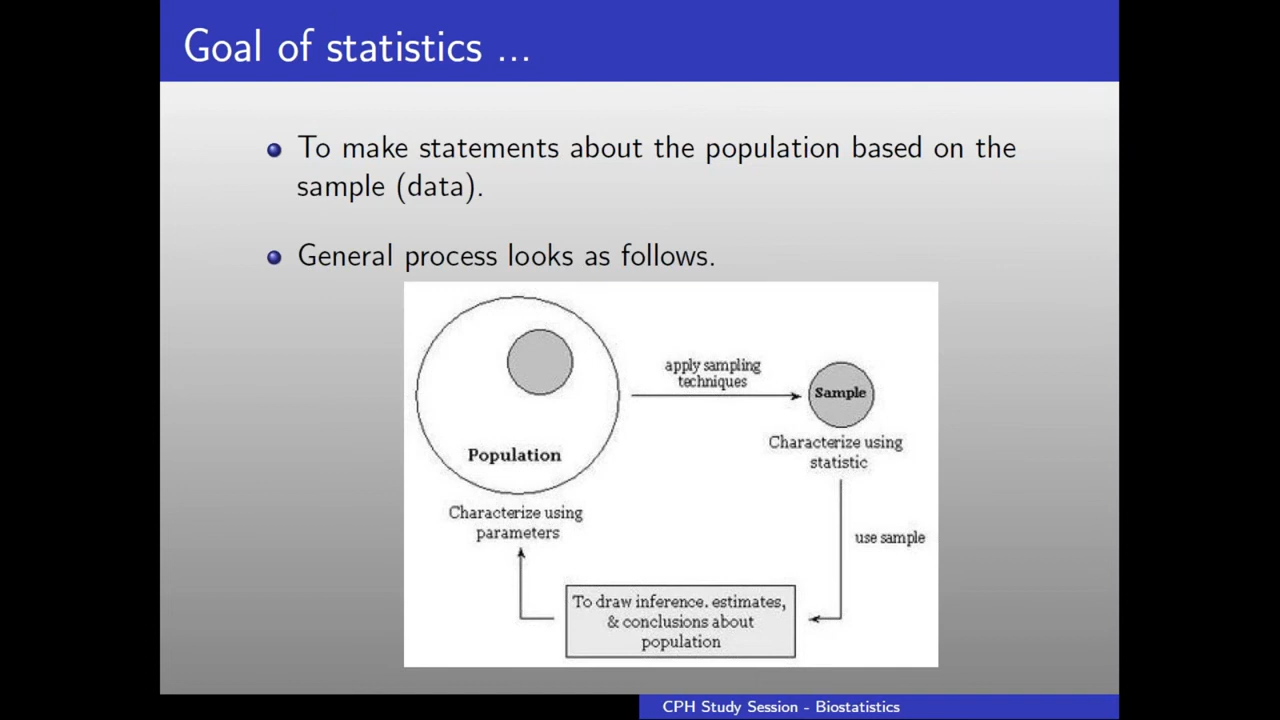 Goal of statistics ...
To make statements about the population based on the
sample (data).
General process looks as follows.
apply sampling
techniques
Sample
Characterize using
statistic
Population
Characterize using
parameters
use sample
To draw inference. estimates,
& conclusions about
population
CPH Study Session - Biostatistics